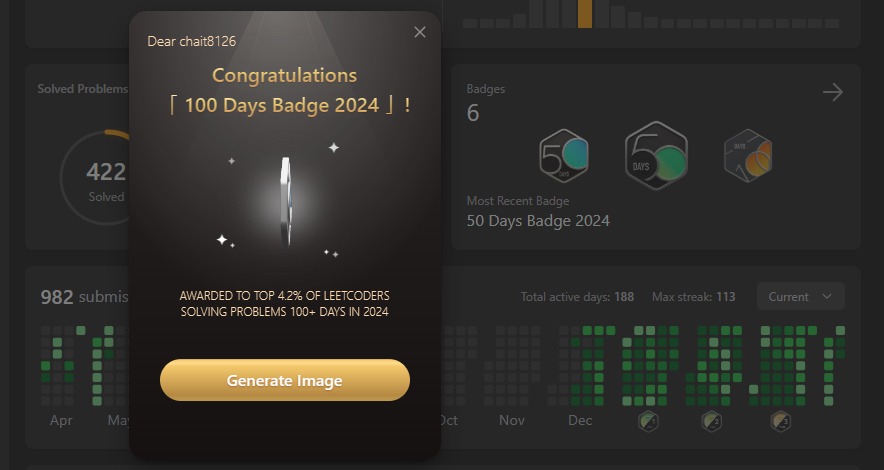 Dear chait8126
Congratulations
「 100 Days Badge 2024 」 !
AWARDED TO TOP 4.2% OF LEETCODERS
SOLVING PROBLEMS 100+ DAYS IN 2024
Generate Image
Solved Problems
422
Solved
Badges
6
50
DAYS
DAYS
Most Recent Badge
50 Days Badge 2024
982 submis
Total active days: 188 Max streak: 113 Current
Apr Ma Oct Nov Dec